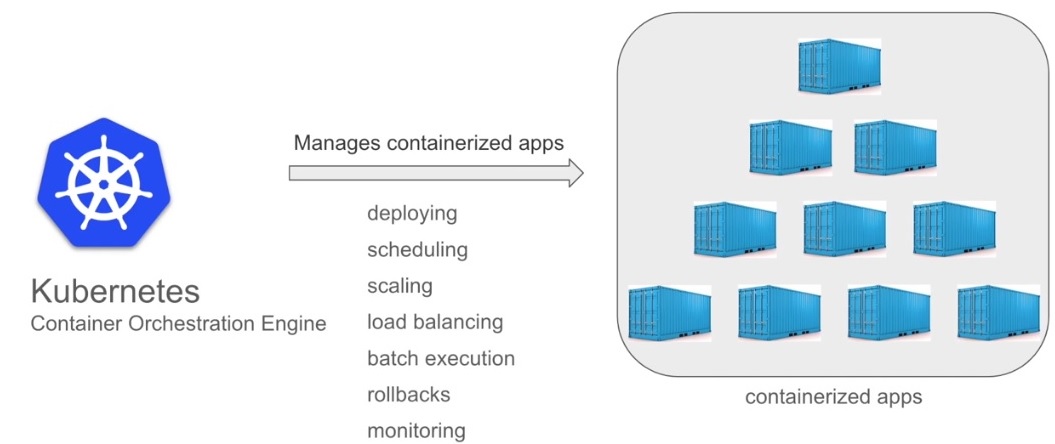 Kubernetes
Container Orchestration Engine
Manages containerized apps
deploying
scheduling
scaling
load balancing
batch execution
rollbacks
monitoring
containerized apps